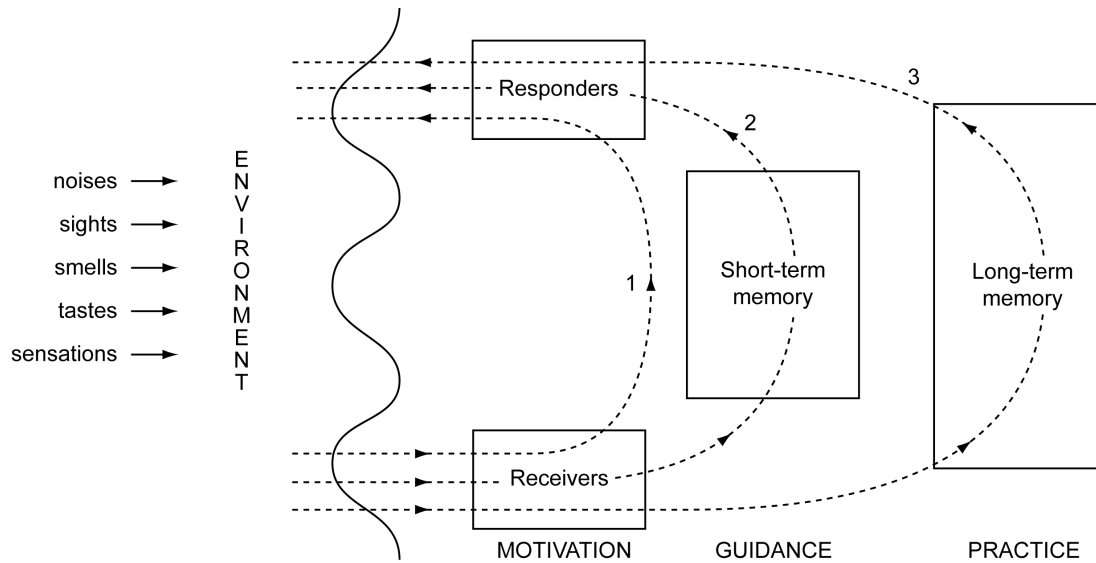 noises
sights
smells
tastes
sensations
ENVIRONMENT
Responders
3
2
1
Short-term
memory
Long-term
memory
Receivers
MOTIVATION
GUIDANCE
PRACTICE